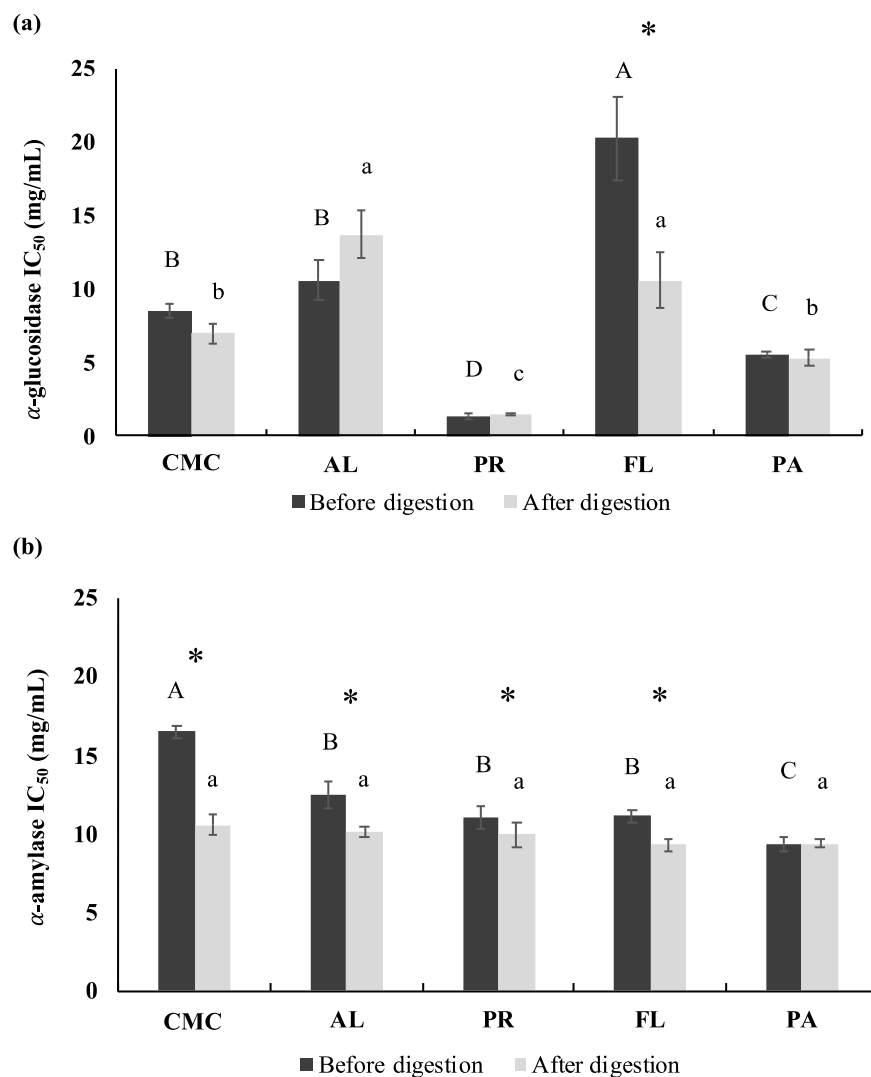 (a)
*
25
A
20
a
α-glucosidase IC₅₀ (mg/mL)
15
B
a
B
10
b
C
b
5
D
c
0
CMC AL PR FL PA
Before digestion After digestion
(b)
25
*
20
A
*
*
*
α-amylase IC₅₀ (mg/mL)
15
B
B
B
C
a
a
a
a
a
10
5
0
CMC AL PR FL PA
Before digestion After digestion